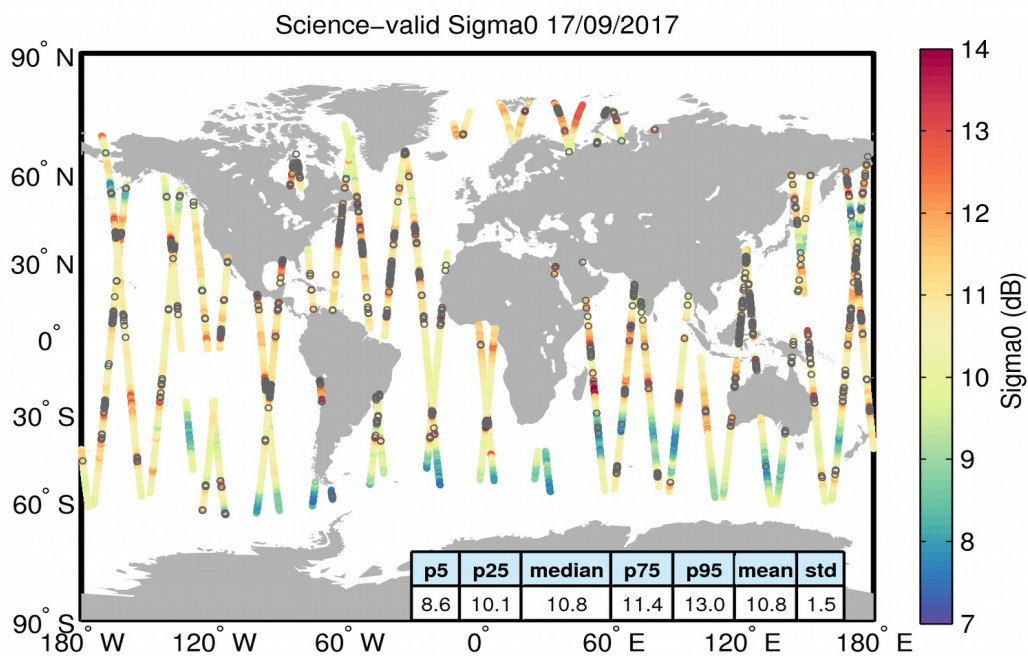 Science−valid Sigma0 17/09/2017
90° N
60° N
30° N
0°
30° S
60° S
90° S
180° W
120° W
60° W
0°
60° E
120° E
180° E
14
13
12
11
10
9
8
7
Sigma0 (dB)
p5 p25 median p75 p95 mean std
8.6 10.1 10.8 11.4 13.0 10.8 1.5